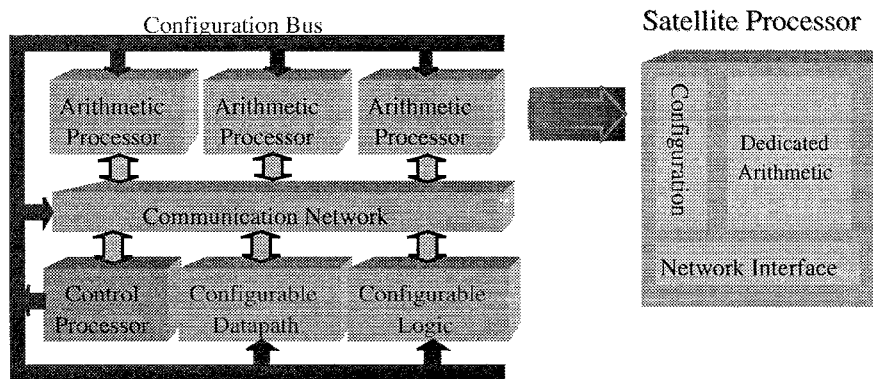 Configuration Bus
Satellite Processor
Arithmetic
Processor
Arithmetic
Processor
Arithmetic
Processor
Configuration
Dedicated
Arithmetic
Communication Network
Network Interface
Control
Processor
Configurable
Datapath
Configurable
Logic